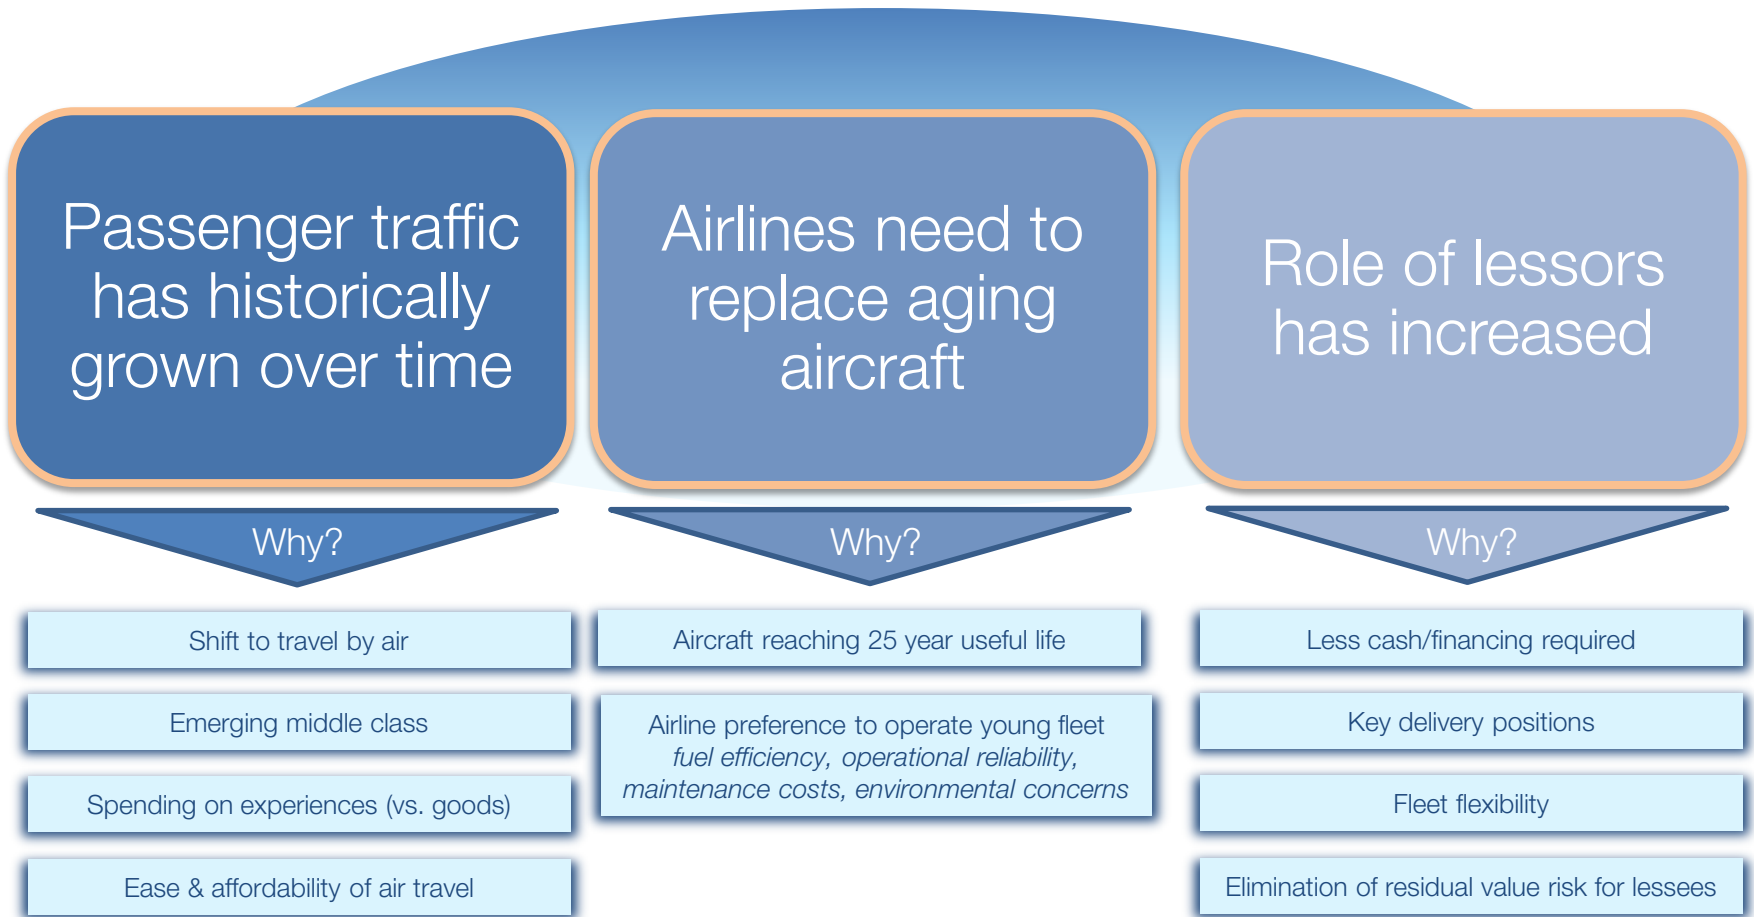 Passenger traffic
has historically
grown over time
Why?
Shift to travel by air
Emerging middle class
Spending on experiences (vs. goods)
Ease & affordability of air travel
Airlines need to
replace aging
aircraft
Why?
Aircraft reaching 25 year useful life
Airline preference to operate young fleet
fuel efficiency, operational reliability,
maintenance costs, environmental concerns
Role of lessors
has increased
Why?
Less cash/financing required
Key delivery positions
Fleet flexibility
Elimination of residual value risk for lessees